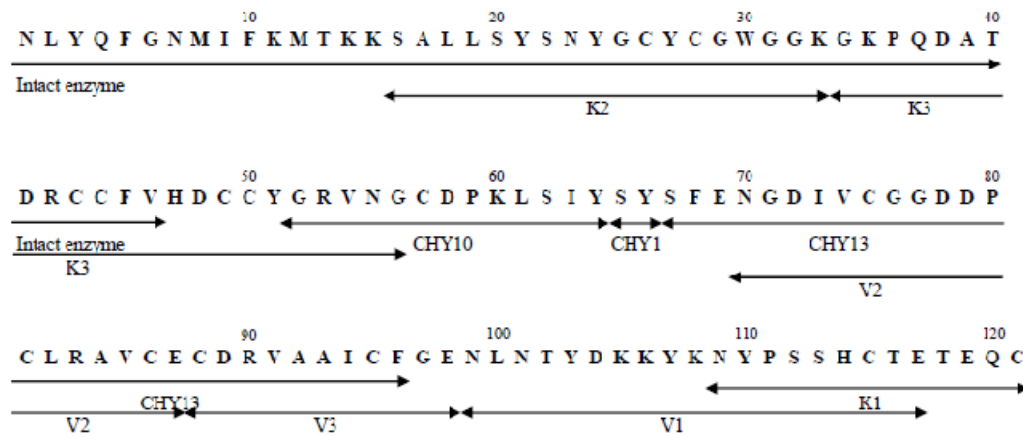 10 20 30 40
N L Y Q F G N M I F K M T K K S A L L S Y S N Y G C Y C G W G G K G K P Q D A T
Intact enzyme
K2 K3
50 60 70 80
D R C C F V H D C C Y G R V N G C D P K L S I Y S Y S F E N G D I V C G G D D P
Intact enzyme CHY10 CHY1 CHY13
K3
V2
90 100 110 120
C L R A V C E C D R V A A I C F G E N L N T Y D K K Y K N Y P S S H C T E T E Q C
CHY13 K1
V2 V3 V1